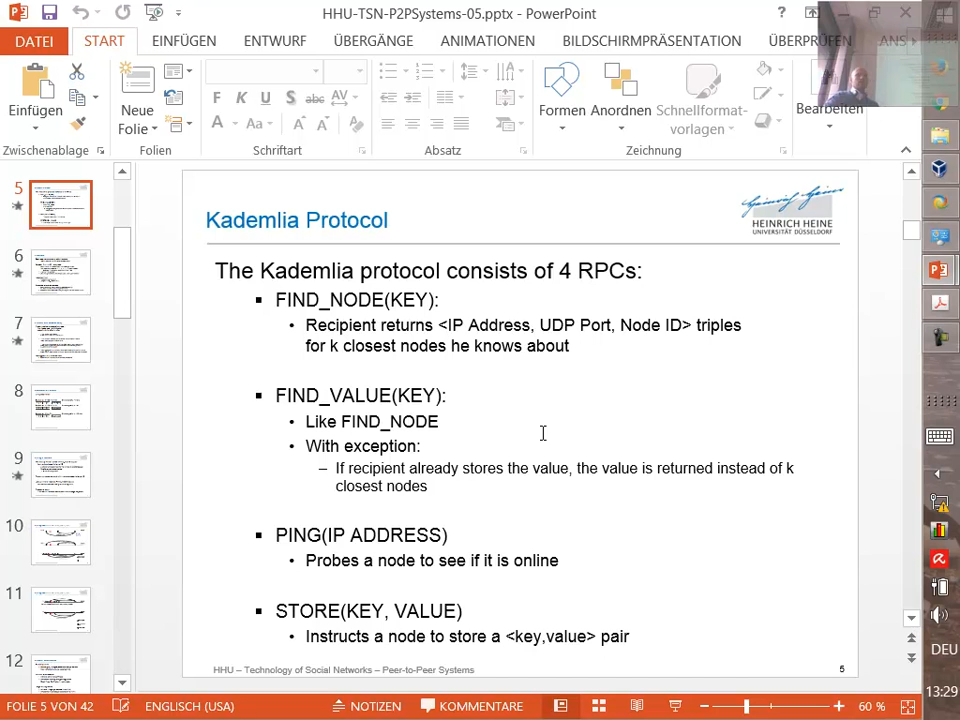 HHU-TSN-P2PSystems-05.pptx - PowerPoint
DATEI START EINFÜGEN ENTWURF ÜBERGÄNGE ANIMATIONEN BILDSCHIRMPRÄSENTATION ÜBERPRÜFEN ANS
Einfügen
Neue
Folie
F K U S abc AV
A Aa A A
Formen Anordnen Schnellformat-
vorlagen
Bearbeiten
Zwischenablage Folien Schriftart Absatz Zeichnung
5
6
7
8
9
10
11
12
Kademlia Protocol
HEINRICH HEINE
UNIVERSITÄT DÜSSELDORF
The Kademlia protocol consists of 4 RPCs:
▪ FIND_NODE(KEY):
• Recipient returns <IP Address, UDP Port, Node ID> triples
for k closest nodes he knows about
▪ FIND_VALUE(KEY):
• Like FIND_NODE
• With exception:
– If recipient already stores the value, the value is returned instead of k
closest nodes
▪ PING(IP ADDRESS)
• Probes a node to see if it is online
▪ STORE(KEY, VALUE)
• Instructs a node to store a <key,value> pair
HHU – Technology of Social Networks – Peer-to-Peer Systems 5
FOLIE 5 VON 42 ENGLISCH (USA) NOTIZEN KOMMENTARE 60 %
DEU
13:29